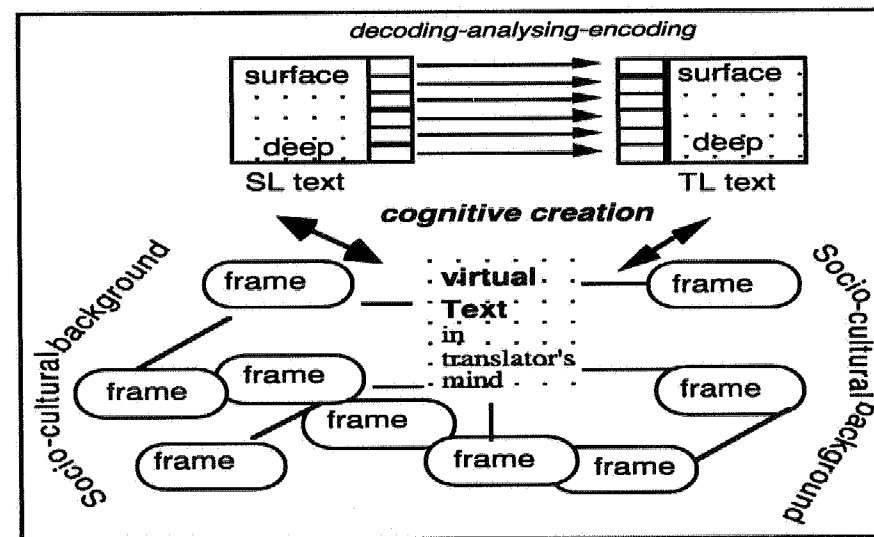 decoding-analysing-encoding
surface
deep
SL text
surface
deep
TL text
cognitive creation
Socio-cultural background
frame
frame
frame
frame
frame
virtual
Text
in
translator's
mind
frame
frame
frame
frame
Socio-cultural background